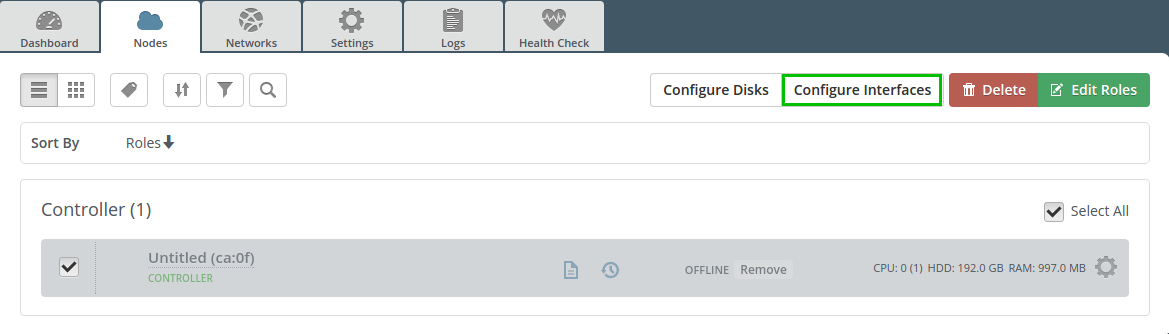 Dashboard Nodes Networks Settings Logs Health Check
Configure Disks Configure Interfaces Delete Edit Roles
Sort By Roles
Controller (1) Select All
Untitled (ca:0f)
CONTROLLER
OFFLINE Remove CPU: 0 (1) HDD: 192.0 GB RAM: 997.0 MB